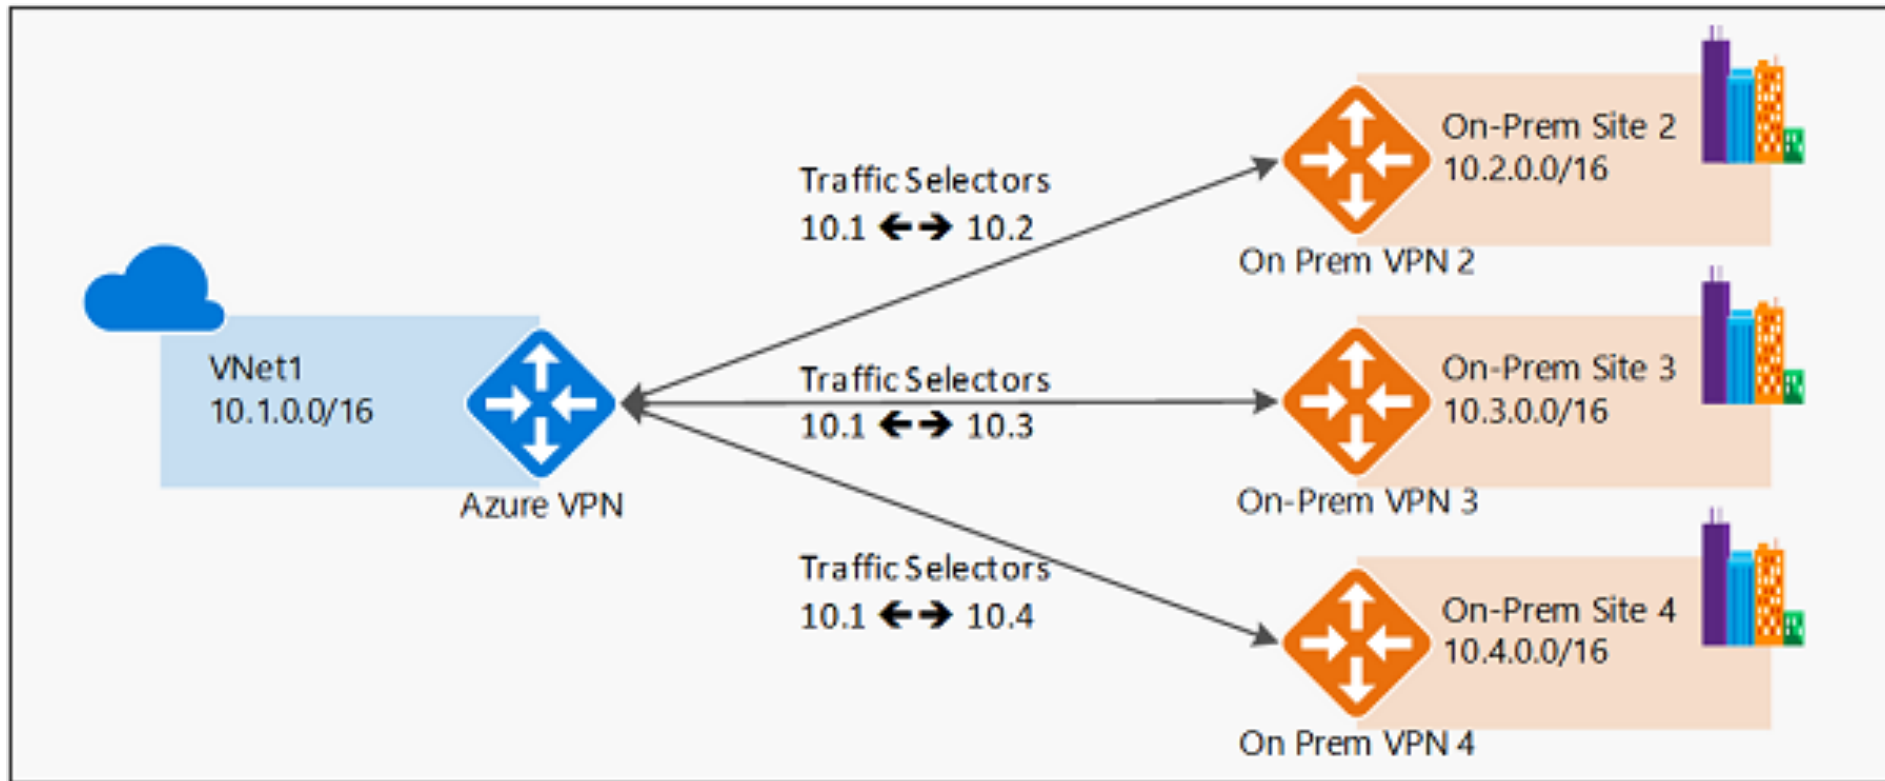 Traffic Selectors
10.1 🡨🡪 10.2
On-Prem Site 2
10.2.0.0/16
On Prem VPN 2
VNet1
10.1.0.0/16
Azure VPN
Traffic Selectors
10.1 🡨🡪 10.3
On-Prem Site 3
10.3.0.0/16
On-Prem VPN 3
Traffic Selectors
10.1 🡨🡪 10.4
On-Prem Site 4
10.4.0.0/16
On Prem VPN 4